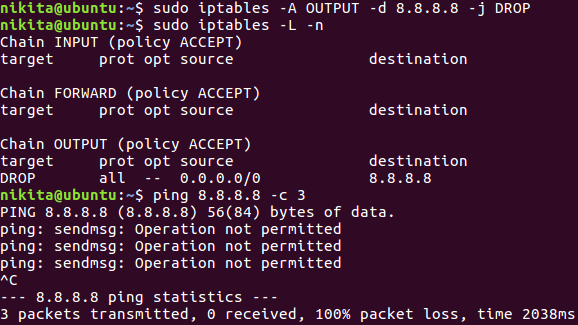 nikita@ubuntu:~$ sudo iptables -A OUTPUT -d 8.8.8.8 -j DROP
nikita@ubuntu:~$ sudo iptables -L -n
Chain INPUT (policy ACCEPT)
target     prot opt source               destination

Chain FORWARD (policy ACCEPT)
target     prot opt source               destination

Chain OUTPUT (policy ACCEPT)
target     prot opt source               destination
DROP       all  --  0.0.0.0/0            8.8.8.8
nikita@ubuntu:~$ ping 8.8.8.8 -c 3
PING 8.8.8.8 (8.8.8.8) 56(84) bytes of data.
ping: sendmsg: Operation not permitted
ping: sendmsg: Operation not permitted
ping: sendmsg: Operation not permitted
^C
--- 8.8.8.8 ping statistics ---
3 packets transmitted, 0 received, 100% packet loss, time 2038ms